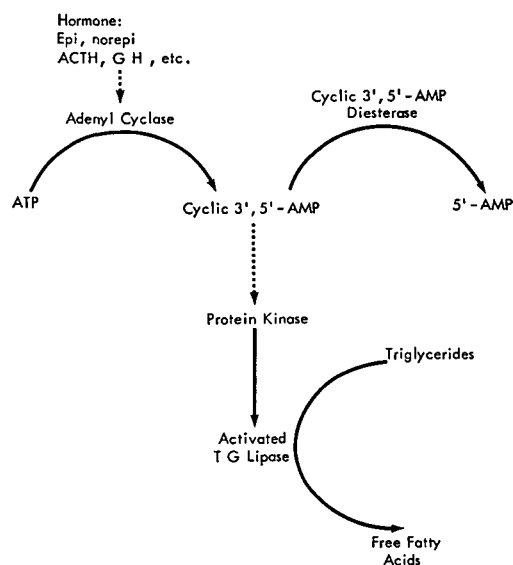 Hormone:
Epi, norepi
ACTH, G H , etc.
Adenyl Cyclase
Cyclic 3', 5'-AMP
Diesterase
ATP
Cyclic 3', 5'-AMP
5'-AMP
Protein Kinase
Triglycerides
Activated
T G Lipase
Free Fatty
Acids